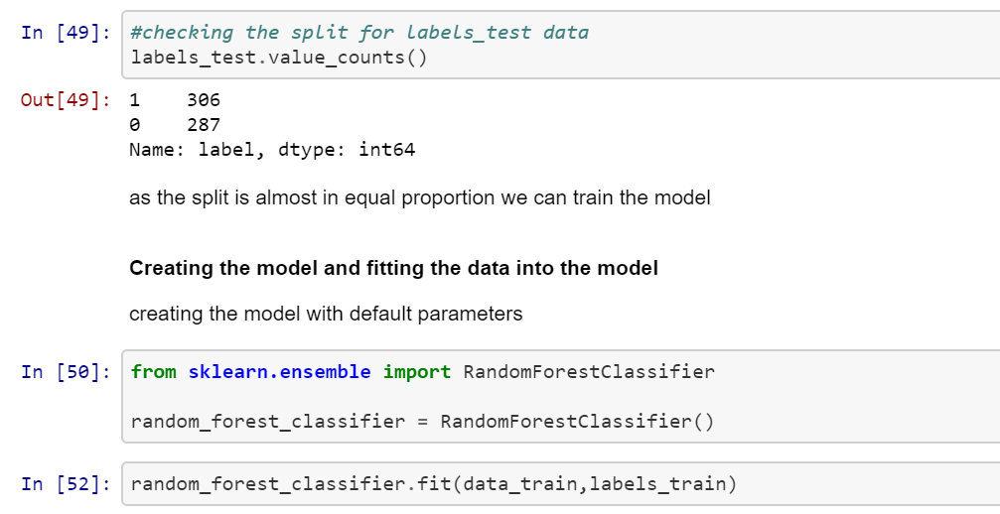 In [49]: #checking the split for labels_test data
labels_test.value_counts()
Out[49]: 1 306
0 287
Name: label, dtype: int64
as the split is almost in equal proportion we can train the model
Creating the model and fitting the data into the model
creating the model with default parameters
In [50]: from sklearn.ensemble import RandomForestClassifier
random_forest_classifier = RandomForestClassifier()
In [52]: random_forest_classifier.fit(data_train,labels_train)